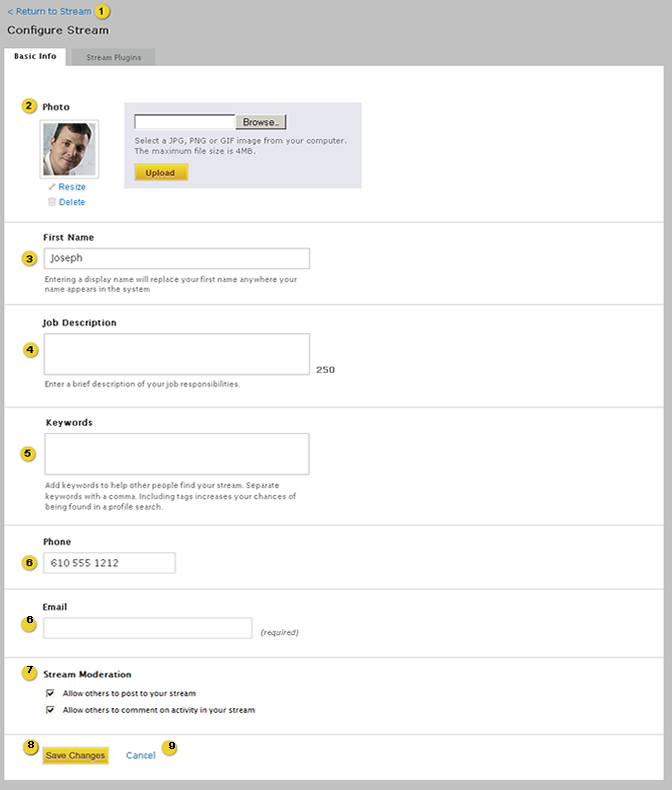 < Return to Stream 1
Configure Stream
Basic Info Stream Plugins
2 Photo
Browse..
Select a JPG, PNG or GIF image from your computer.
The maximum file size is 4MB.
Upload
Resize
Delete
First Name
3 Joseph
Entering a display name will replace your first name anywhere your
name appears in the system
Job Description
4
250
Enter a brief description of your job responsibilities.
Keywords
5
Add keywords to help other people find your stream. Separate
keywords with a comma. Including tags increases your chances of
being found in a profile search.
Phone
6 610 555 1212
Email
6
(required)
7 Stream Moderation
Allow others to post to your stream
Allow others to comment on activity in your stream
8 Save Changes Cancel 9